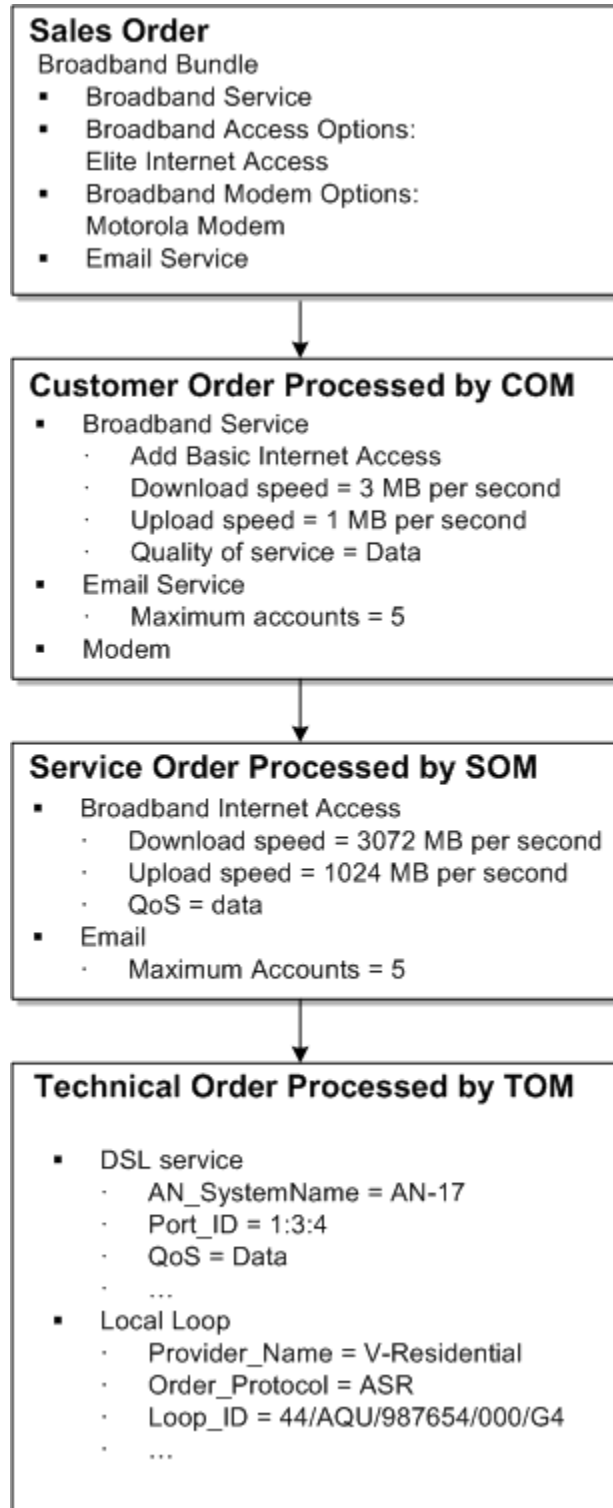 Sales Order
Broadband Bundle
▪ Broadband Service
▪ Broadband Access Options:
Elite Internet Access
▪ Broadband Modem Options:
Motorola Modem
▪ Email Service
Customer Order Processed by COM
▪ Broadband Service
· Add Basic Internet Access
· Download speed = 3 MB per second
· Upload speed = 1 MB per second
· Quality of service = Data
▪ Email Service
· Maximum accounts = 5
▪ Modem
Service Order Processed by SOM
▪ Broadband Internet Access
· Download speed = 3072 MB per second
· Upload speed = 1024 MB per second
· QoS = data
▪ Email
· Maximum Accounts = 5
Technical Order Processed by TOM
▪ DSL service
· AN_SystemName = AN-17
· Port_ID = 1:3:4
· QoS = Data
· ...
▪ Local Loop
· Provider_Name = V-Residential
· Order_Protocol = ASR
· Loop_ID = 44/AQU/987654/000/G4
· ...